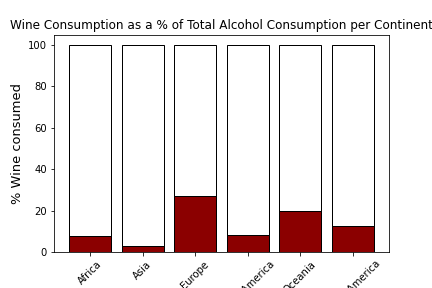 Wine Consumption as a % of Total Alcohol Consumption per Continent
% Wine consumed
100
80
60
40
20
0
Africa
Asia
Europe
America
Oceania
America